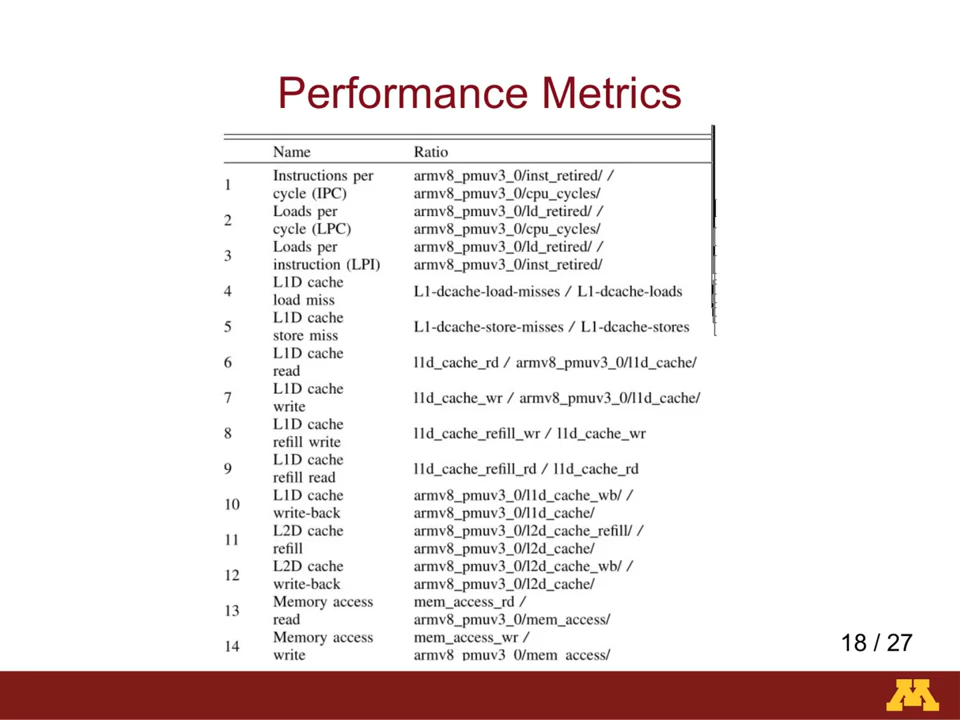 Performance Metrics
Name Ratio
1 Instructions per cycle (IPC) armv8_pmuv3_0/inst_retired/ / armv8_pmuv3_0/cpu_cycles/
2 Loads per cycle (LPC) armv8_pmuv3_0/ld_retired/ / armv8_pmuv3_0/cpu_cycles/
3 Loads per instruction (LPI) armv8_pmuv3_0/ld_retired/ / armv8_pmuv3_0/inst_retired/
4 L1D cache load miss L1-dcache-load-misses / L1-dcache-loads
5 L1D cache store miss L1-dcache-store-misses / L1-dcache-stores
6 L1D cache read l1d_cache_rd / armv8_pmuv3_0/l1d_cache/
7 L1D cache write l1d_cache_wr / armv8_pmuv3_0/l1d_cache/
8 L1D cache refill write l1d_cache_refill_wr / l1d_cache_wr
9 L1D cache refill read l1d_cache_refill_rd / l1d_cache_rd
10 L1D cache write-back armv8_pmuv3_0/l1d_cache_wb/ / armv8_pmuv3_0/l1d_cache/
11 L2D cache refill armv8_pmuv3_0/l2d_cache_refill/ / armv8_pmuv3_0/l2d_cache/
12 L2D cache write-back armv8_pmuv3_0/l2d_cache_wb/ / armv8_pmuv3_0/l2d_cache/
13 Memory access read mem_access_rd / armv8_pmuv3_0/mem_access/
14 Memory access write mem_access_wr / armv8_pmuv3_0/mem_access/
18 / 27
M